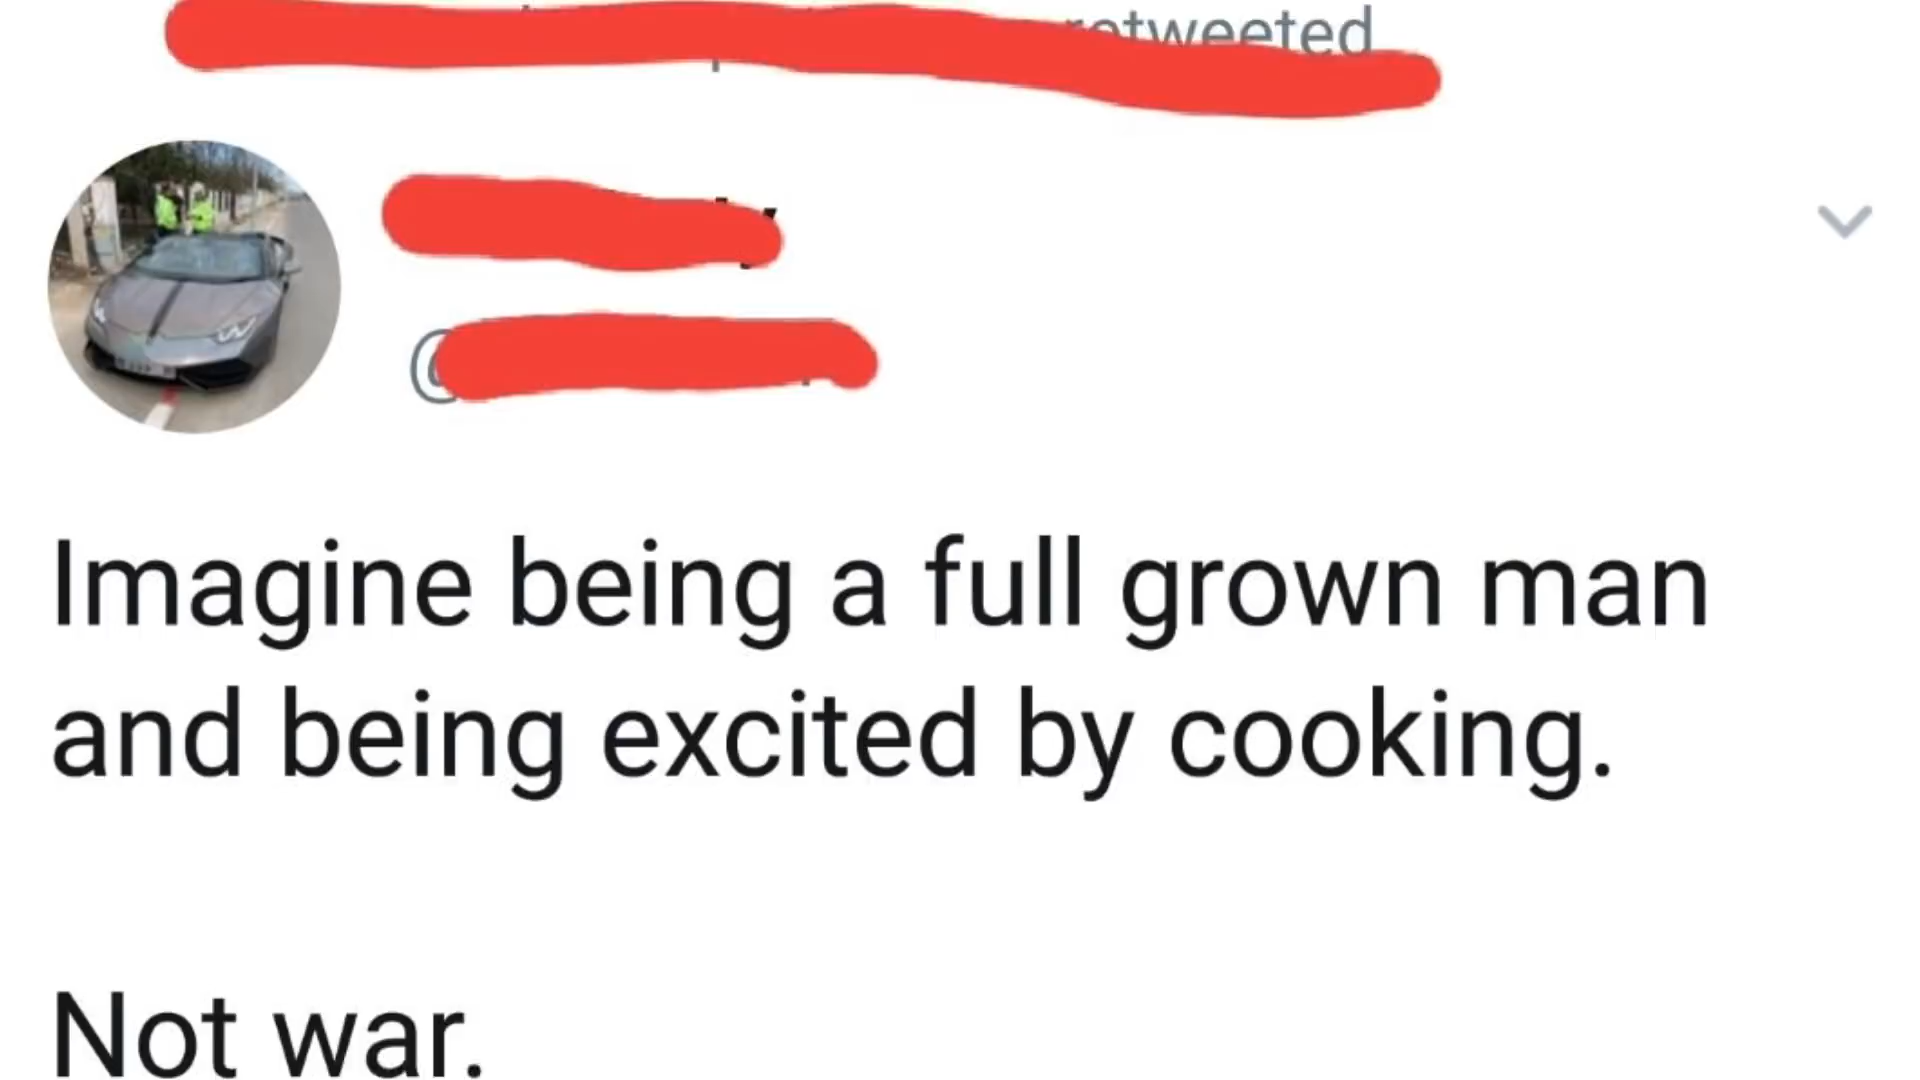 retweeted
@
Imagine being a full grown man
and being excited by cooking.
Not war.